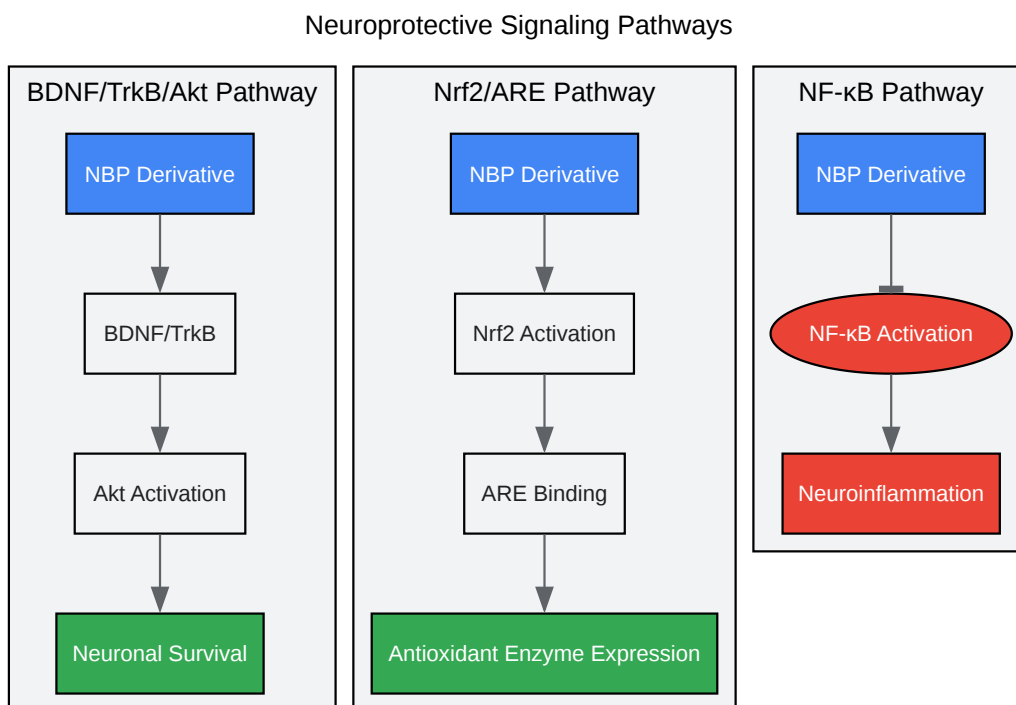 Neuroprotective Signaling Pathways
BDNF/TrkB/Akt Pathway
NBP Derivative
BDNF/TrkB
Akt Activation
Neuronal Survival
Nrf2/ARE Pathway
NBP Derivative
Nrf2 Activation
ARE Binding
Antioxidant Enzyme Expression
NF-κB Pathway
NBP Derivative
NF-κB Activation
Neuroinflammation